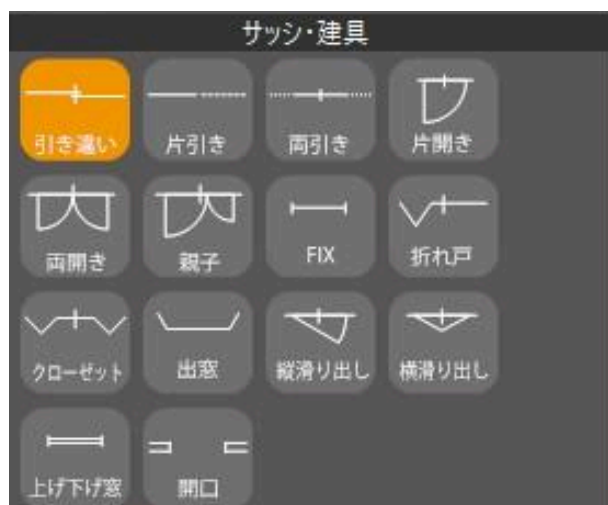 サッシ・建具
引き違い 片引き 両引き 片開き
両開き 親子 FIX 折れ戸
クローゼット 出窓 縦滑り出し 横滑り出し
上げ下げ窓 開口